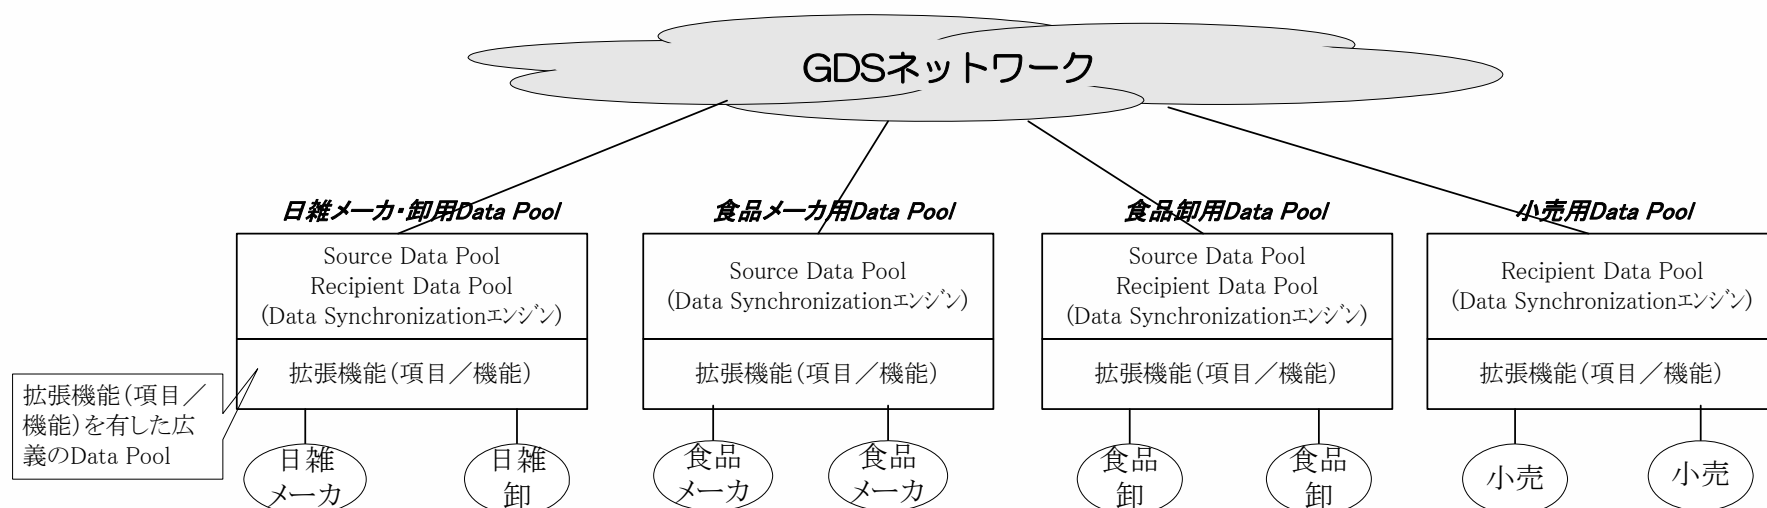 GDSネットワーク
日雑メーカ・卸用Data Pool
Source Data Pool
Recipient Data Pool
(Data Synchronizationエンジン)
拡張機能(項目/機能)
食品メーカ用Data Pool
Source Data Pool
(Data Synchronizationエンジン)
拡張機能(項目/機能)
食品卸用Data Pool
Source Data Pool
Recipient Data Pool
(Data Synchronizationエンジン)
拡張機能(項目/機能)
小売用Data Pool
Recipient Data Pool
(Data Synchronizationエンジン)
拡張機能(項目/機能)
拡張機能(項目/
機能)を有した広
義のData Pool
日雑
メーカ
日雑
卸
食品
メーカ
食品
メーカ
食品
卸
食品
卸
小売
小売